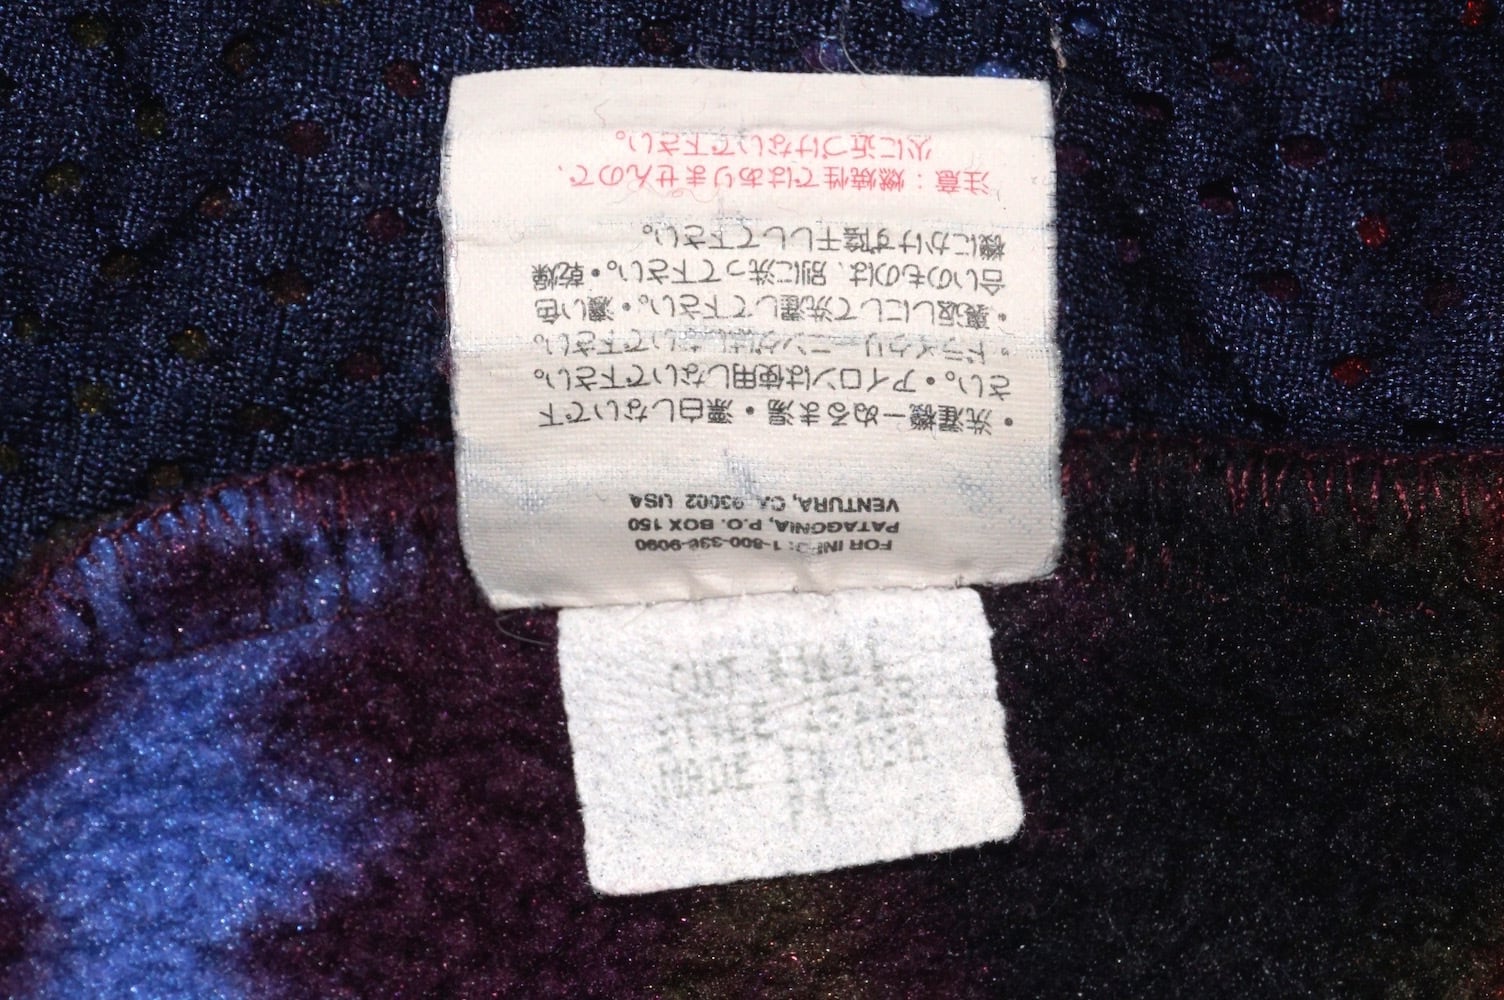 FOR INFO: 1-800-336-9090
PATAGONIA, P.O. BOX 150
VENTURA, CA 93002 USA
・洗濯機ーぬるま湯・漂白しないで下
さい。・アイロンは使用しないで下さい。
・ドライクリーニングはしないで下さい。
・裏返しにして洗濯して下さい。・濃い色
合いのものは、別に洗って下さい。・乾燥
機にかけず陰干しして下さい。
注意：燃焼性ではありませんので、
火に近づけないで下さい。
CUT
STYLE
MADE IN USA